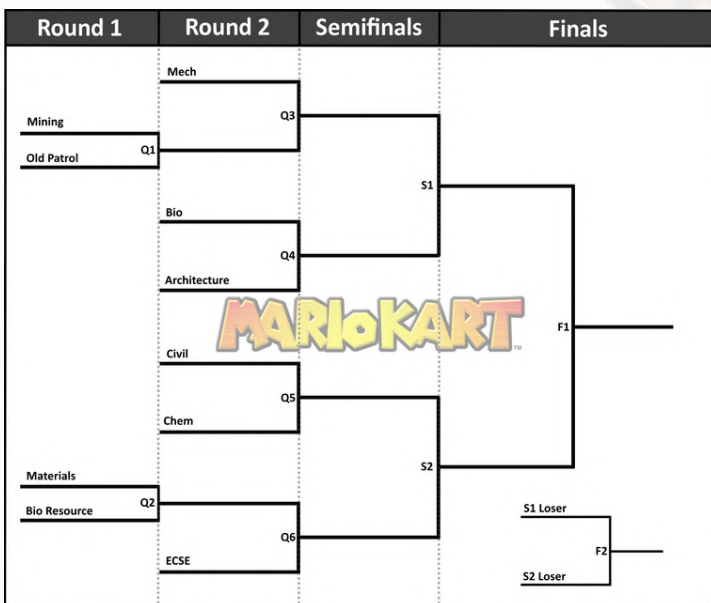 Round 1
Round 2
Semifinals
Finals
Mech
Mining
Q3
Q1
Old Patrol
S1
Bio
Q4
Architecture
MARIOKART
TM
F1
Civil
Q5
Chem
S2
Materials
Q2
Bio Resource
S1 Loser
Q6
F2
ECSE
S2 Loser